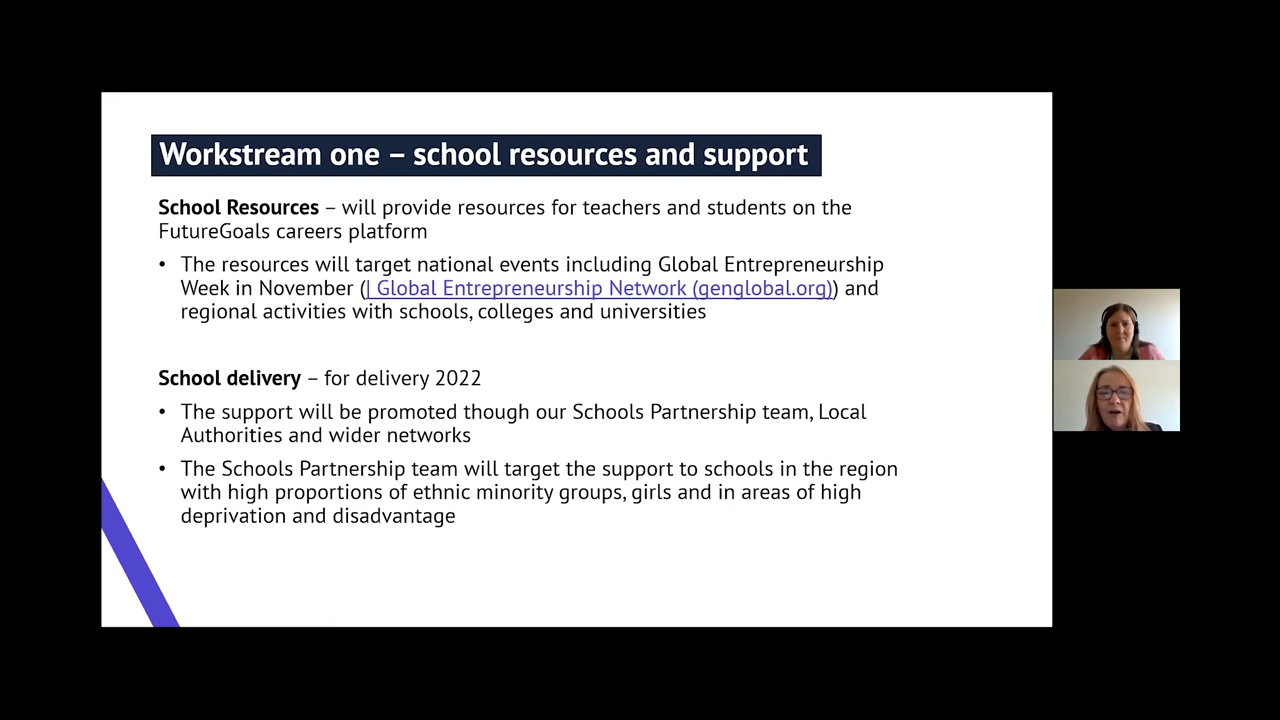 Workstream one – school resources and support
School Resources – will provide resources for teachers and students on the
FutureGoals careers platform
• The resources will target national events including Global Entrepreneurship
Week in November (| Global Entrepreneurship Network (genglobal.org)) and
regional activities with schools, colleges and universities
School delivery – for delivery 2022
• The support will be promoted though our Schools Partnership team, Local
Authorities and wider networks
• The Schools Partnership team will target the support to schools in the region
with high proportions of ethnic minority groups, girls and in areas of high
deprivation and disadvantage